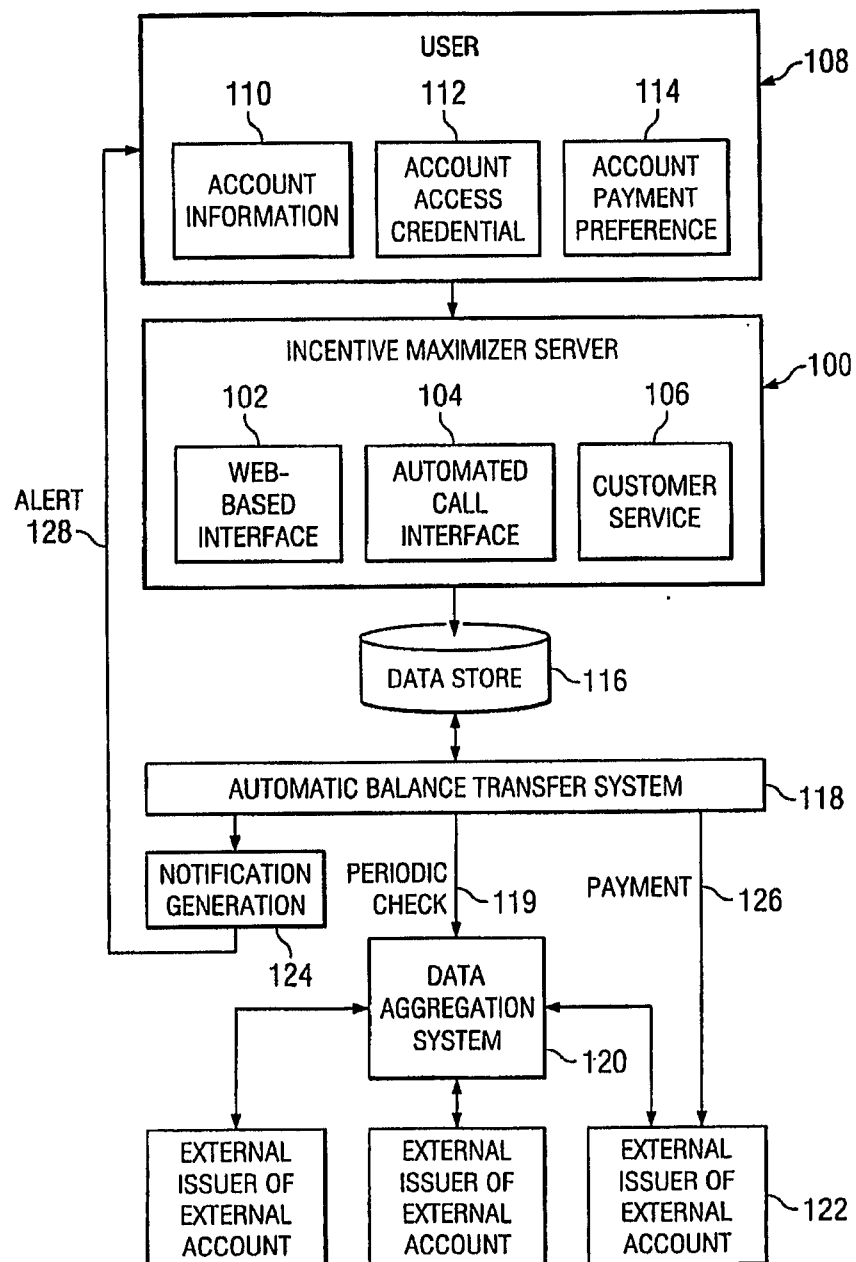 USER
108
110
112
114
ACCOUNT
INFORMATION
ACCOUNT
ACCESS
CREDENTIAL
ACCOUNT
PAYMENT
PREFERENCE
INCENTIVE MAXIMIZER SERVER
100
102
104
106
WEB-
BASED
INTERFACE
AUTOMATED
CALL
INTERFACE
CUSTOMER
SERVICE
ALERT
128
DATA STORE
116
AUTOMATIC BALANCE TRANSFER SYSTEM
118
NOTIFICATION
GENERATION
124
PERIODIC
CHECK
119
PAYMENT
126
DATA
AGGREGATION
SYSTEM
120
EXTERNAL
ISSUER OF
EXTERNAL
ACCOUNT
EXTERNAL
ISSUER OF
EXTERNAL
ACCOUNT
EXTERNAL
ISSUER OF
EXTERNAL
ACCOUNT
122